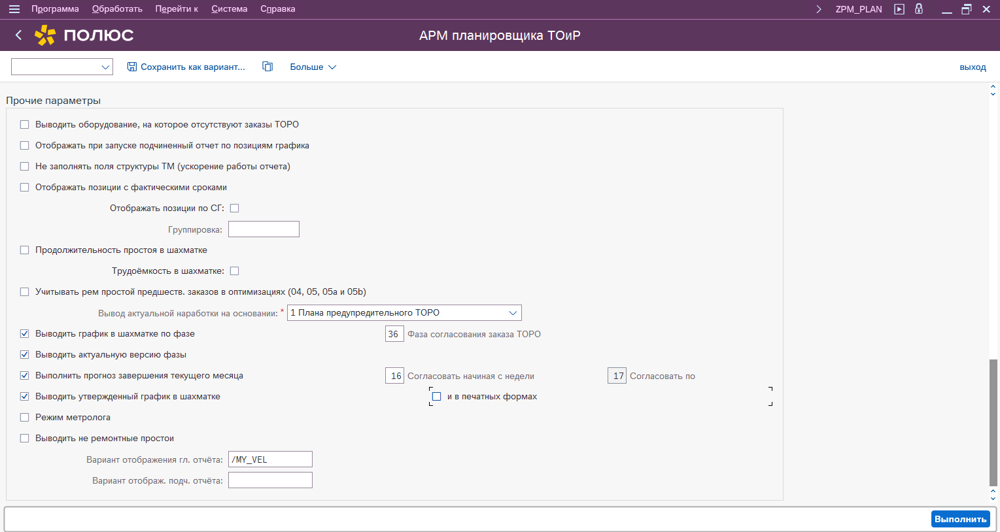 Программа Обработать Перейти к Система Справка ZPM_PLAN
ПОЛЮС АРМ планировщика ТОиР
Сохранить как вариант... Больше выход
Прочие параметры
Выводить оборудование, на которое отсутствуют заказы ТОРО
Отображать при запуске подчиненный отчет по позициям графика
Не заполнять поля структуры ТМ (ускорение работы отчета)
Отображать позиции с фактическими сроками
Отображать позиции по СГ:
Группировка:
Продолжительность простоя в шахматке
Трудоёмкость в шахматке:
Учитывать рем простой предшеств. заказов в оптимизациях (04, 05, 05а и 05b)
Вывод актуальной наработки на основании: * 1 Плана предупредительного ТОРО
Выводить график в шахматке по фазе 36 Фаза согласования заказа ТОРО
Выводить актуальную версию фазы
Выполнить прогноз завершения текущего месяца 16 Согласовать начиная с недели 17 Согласовать по
Выводить утвержденный график в шахматке и в печатных формах
Режим метролога
Выводить не ремонтные простои
Вариант отображения гл. отчёта: /MY_VEL
Вариант отображ. подч. отчёта:
Выполнить